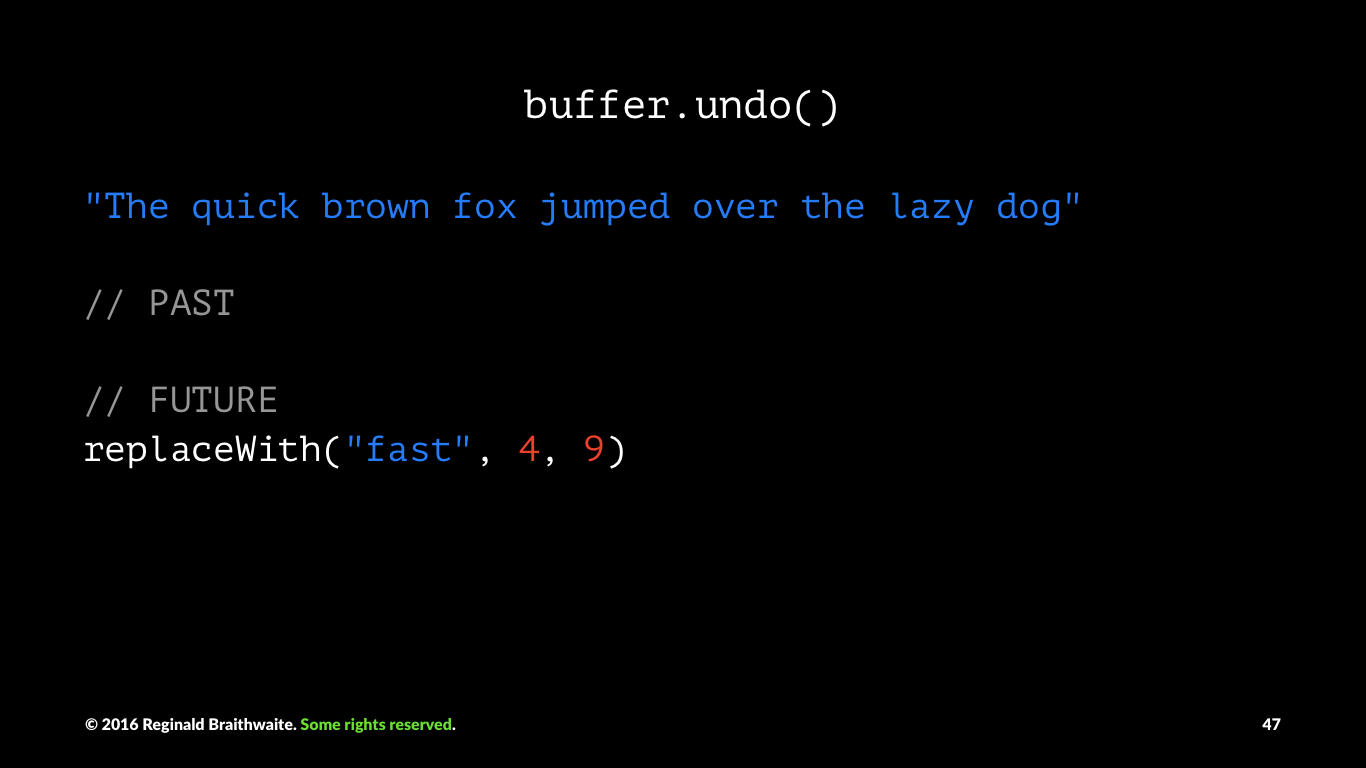 buffer.undo()
"The quick brown fox jumped over the lazy dog"
// PAST
// FUTURE
replaceWith("fast", 4, 9)
© 2016 Reginald Braithwaite. Some rights reserved.
47